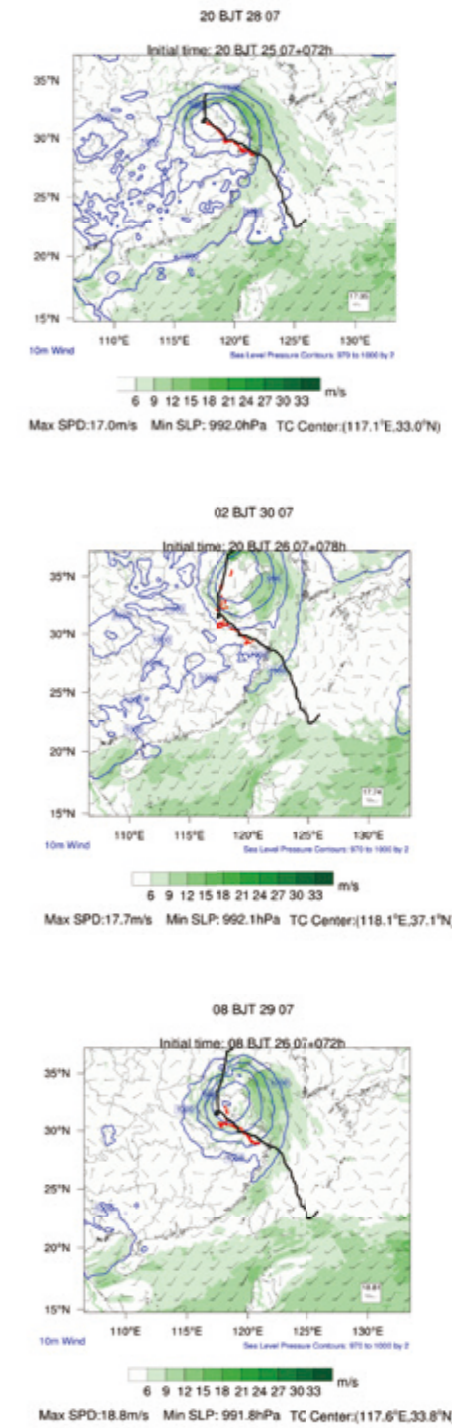 20 BJT 28 07
Initial time: 20 BJT 25 07+072h
35°N
30°N
25°N
20°N
15°N
110°E 115°E 120°E 125°E 130°E
10m Wind Sea Level Pressure Contours: 970 to 1000 by 2
6 9 12 15 18 21 24 27 30 33 m/s
Max SPD:17.0m/s Min SLP: 992.0hPa TC Center:(117.1°E,33.0°N)
02 BJT 30 07
Initial time: 20 BJT 26 07+078h
35°N
30°N
25°N
20°N
15°N
17.74
110°E 115°E 120°E 125°E 130°E
10m Wind Sea Level Pressure Contours: 970 to 1000 by 2
6 9 12 15 18 21 24 27 30 33 m/s
Max SPD:17.7m/s Min SLP: 992.1hPa TC Center:(118.1°E,37.1°N)
08 BJT 29 07
Initial time: 08 BJT 26 07+072h
35°N
30°N
25°N
20°N
15°N
110°E 115°E 120°E 125°E 130°E
10m Wind Sea Level Pressure Contours: 970 to 1000 by 2
6 9 12 15 18 21 24 27 30 33 m/s
Max SPD:18.8m/s Min SLP: 991.8hPa TC Center:(117.6°E,33.8°N